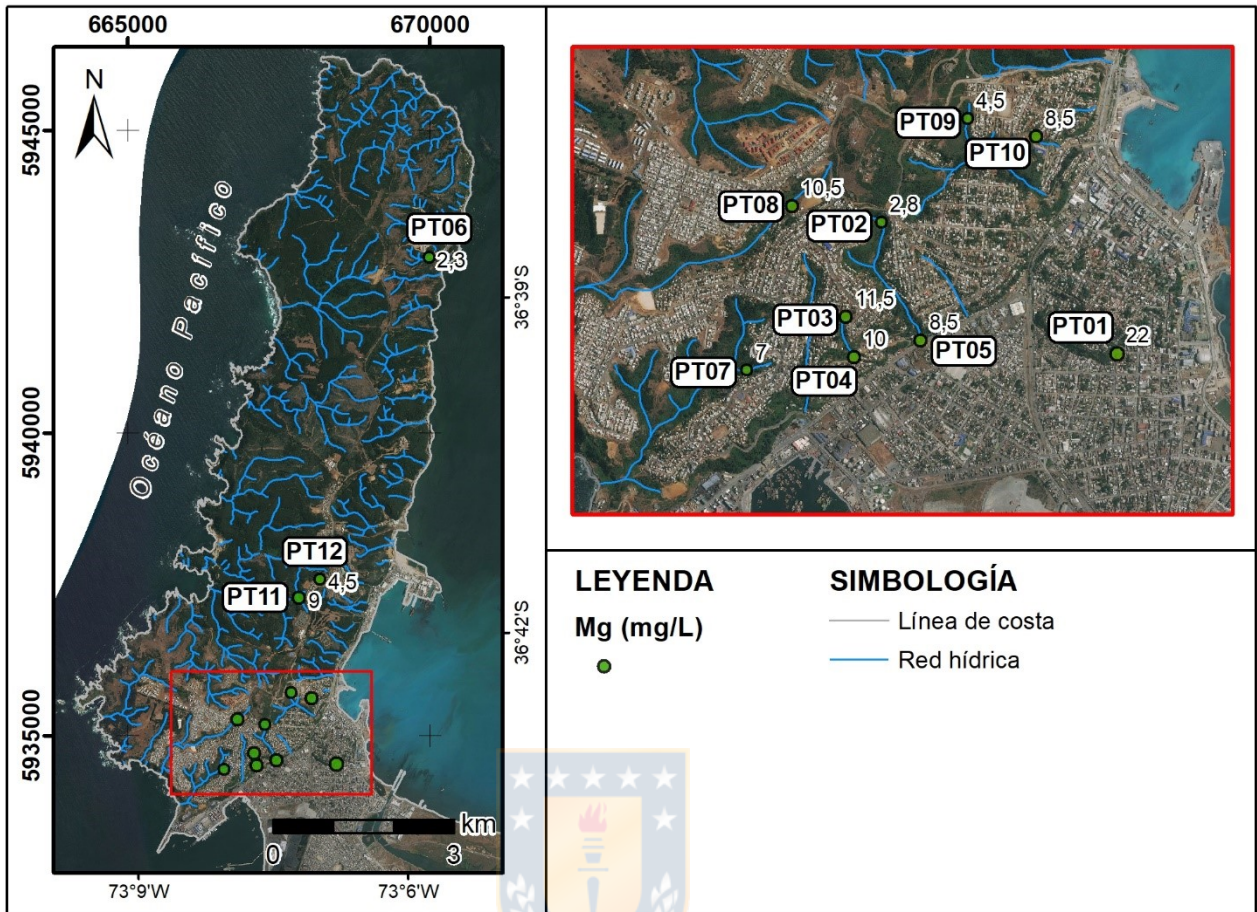 665000
670000
N
5945000
5940000
5935000
Océano Pacífico
PT06
2,3
36°39'S
PT12
4,5
PT11
9
36°42'S
km
0
3
73°9'W
73°6'W
4,5
PT09
8,5
PT10
10,5
PT08
2,8
PT02
11,5
PT03
10
PT04
8,5
PT05
7
PT07
PT01
22
LEYENDA
Mg (mg/L)
SIMBOLOGÍA
Línea de costa
Red hídrica